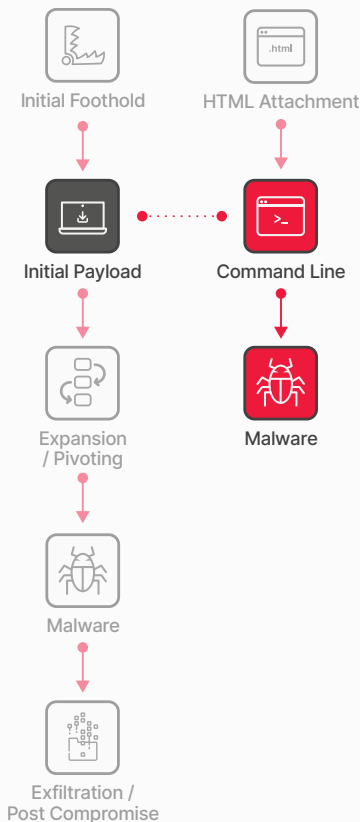 .html
Initial Foothold
HTML Attachment
>_
Initial Payload
Command Line
Expansion
/ Pivoting
Malware
Malware
Exfiltration /
Post Compromise